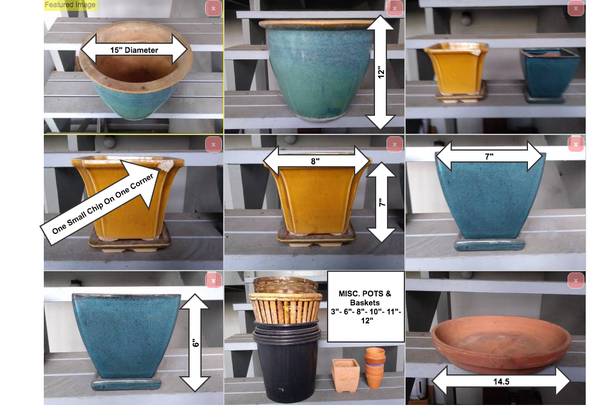 Featured Image
x
15" Diameter
x
12"
x
x
One Small Chip On One Corner
x
8"
7"
x
7"
x
6"
MISC. POTS &
Baskets
3"- 6"- 8"- 10"- 11"-
12"
x
14.5